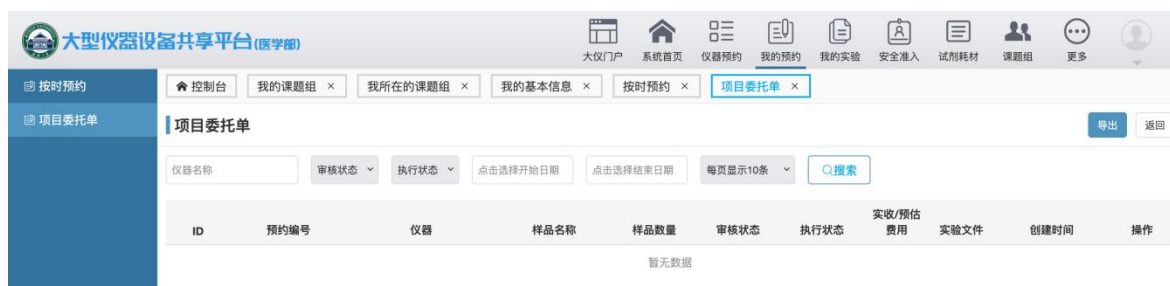 大型仪器设备共享平台(医学部)
大仪门户 系统首页 仪器预约 我的预约 我的实验 安全准入 试剂耗材 课题组 更多
按时预约
项目委托单
控制台 我的课题组 × 我所在的课题组 × 我的基本信息 × 按时预约 × 项目委托单 ×
项目委托单 导出 返回
仪器名称 审核状态 执行状态 点击选择开始日期 点击选择结束日期 每页显示10条 搜索
ID 预约编号 仪器 样品名称 样品数量 审核状态 执行状态 实收/预估费用 实验文件 创建时间 操作
暂无数据